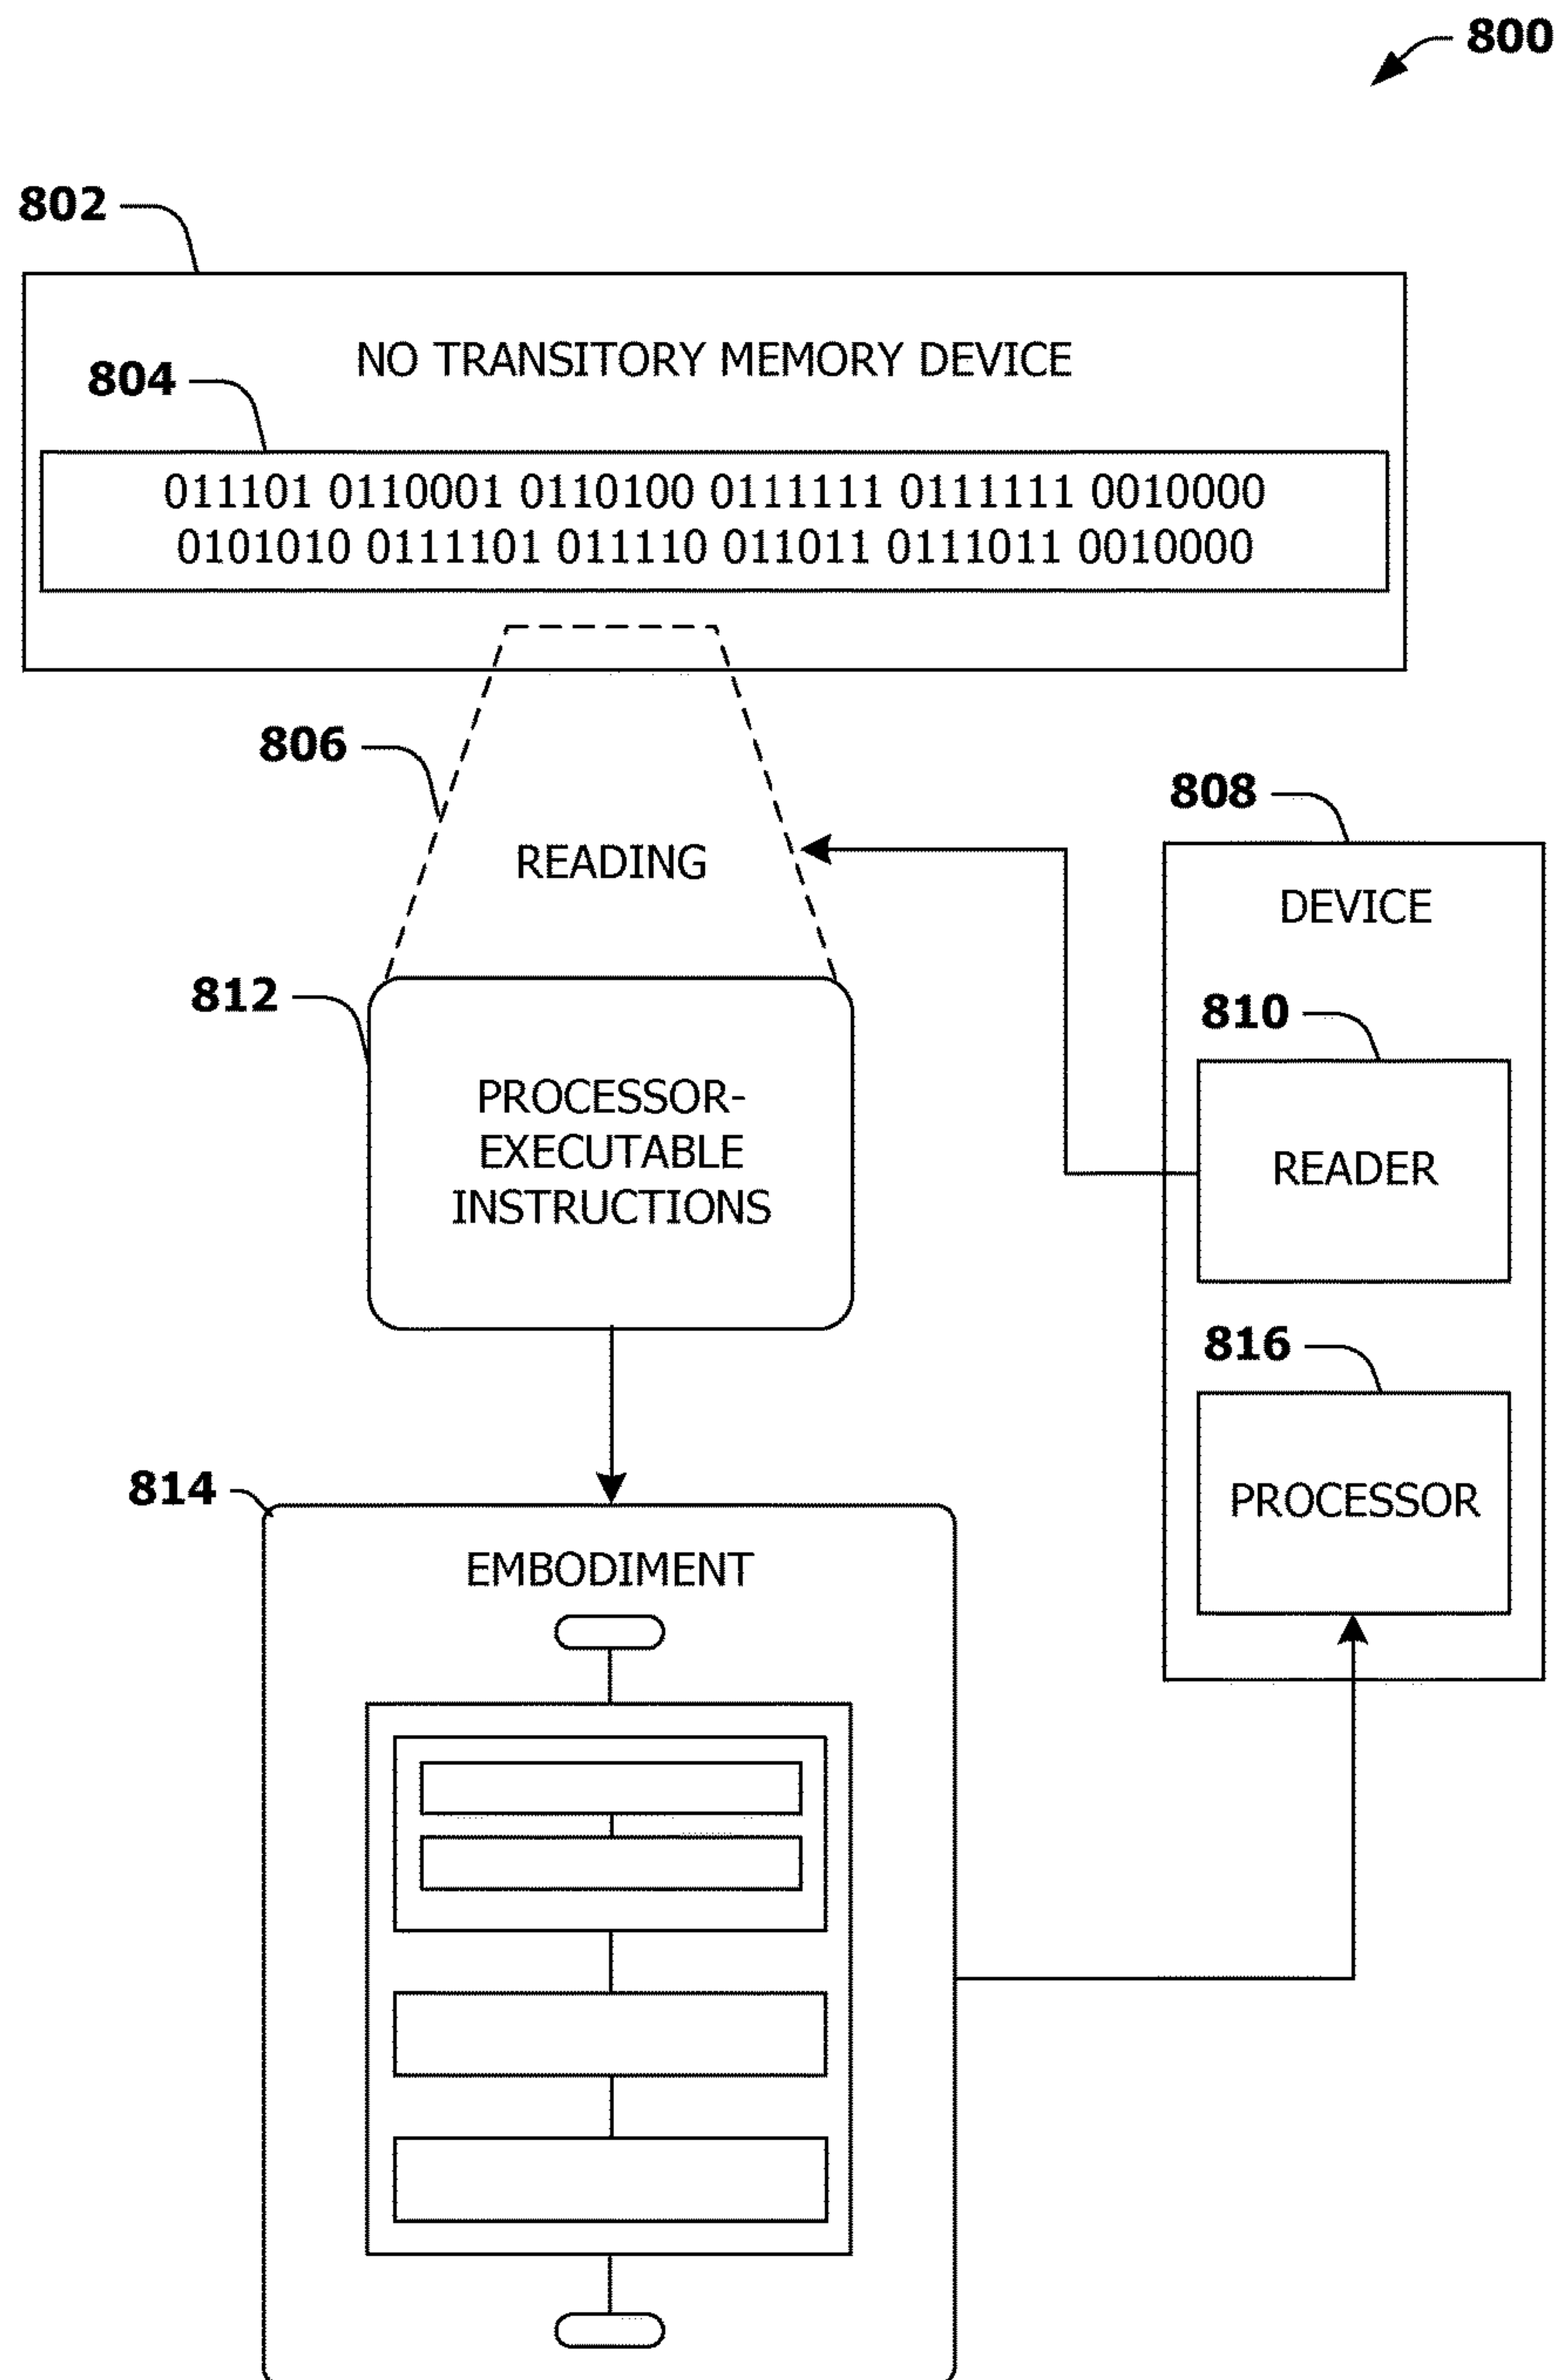 800
802
NO TRANSITORY MEMORY DEVICE
804
011101 0110001 0110100 0111111 0111111 0010000
0101010 0111101 011110 011011 0111011 0010000
806
READING
808
DEVICE
810
READER
812
PROCESSOR-
EXECUTABLE
INSTRUCTIONS
816
PROCESSOR
814
EMBODIMENT